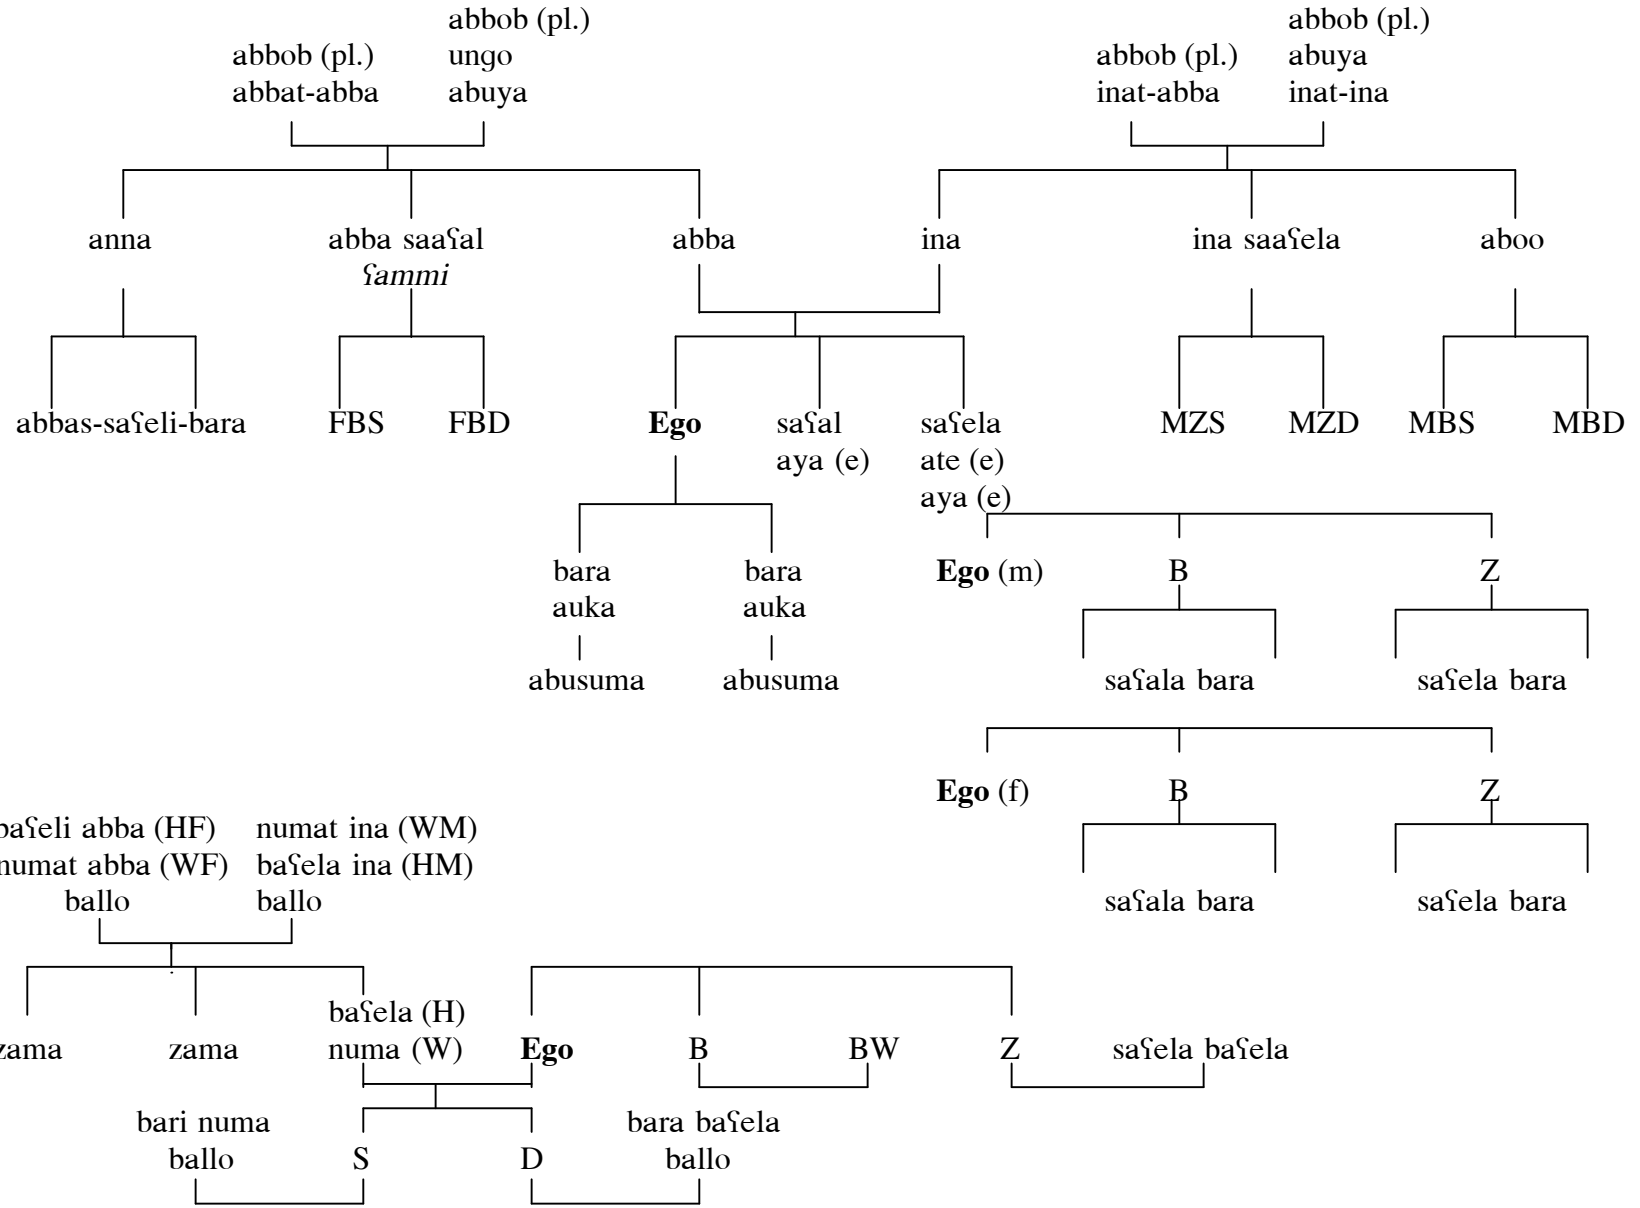 abbob (pl.) abbob (pl.)
abbob (pl.) ungo abbob (pl.) abuya
abbat-abba abuya inat-abba inat-ina
anna abba saaʕal abba ina ina saaʕela aboo
ʕammi
abbas-saʕeli-bara FBS FBD Ego saʕal saʕela MZS MZD MBS MBD
aya (e) ate (e)
aya (e)
bara bara Ego (m) B Z
auka auka
abusuma abusuma saʕala bara saʕela bara
Ego (f) B Z
baʕeli abba (HF) numat ina (WM)
numat abba (WF) baʕela ina (HM)
ballo ballo saʕala bara saʕela bara
baʕela (H)
zama zama numa (W) Ego B BW Z saʕela baʕela
bari numa bara baʕela
ballo S D ballo